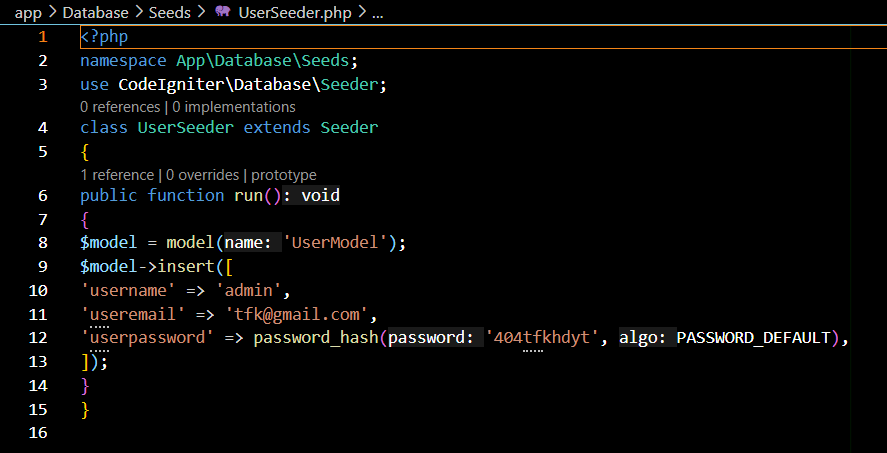 app > Database > Seeds > UserSeeder.php > ...
1 <?php
2 namespace App\Database\Seeds;
3 use CodeIgniter\Database\Seeder;
0 references | 0 implementations
4 class UserSeeder extends Seeder
5 {
1 reference | 0 overrides | prototype
6 public function run(): void
7 {
8 $model = model(name: 'UserModel');
9 $model->insert([
10 'username' => 'admin',
11 'useremail' => 'tfk@gmail.com',
12 'userpassword' => password_hash(password: '404tfkhdyt', algo: PASSWORD_DEFAULT),
13 ]);
14 }
15 }
16